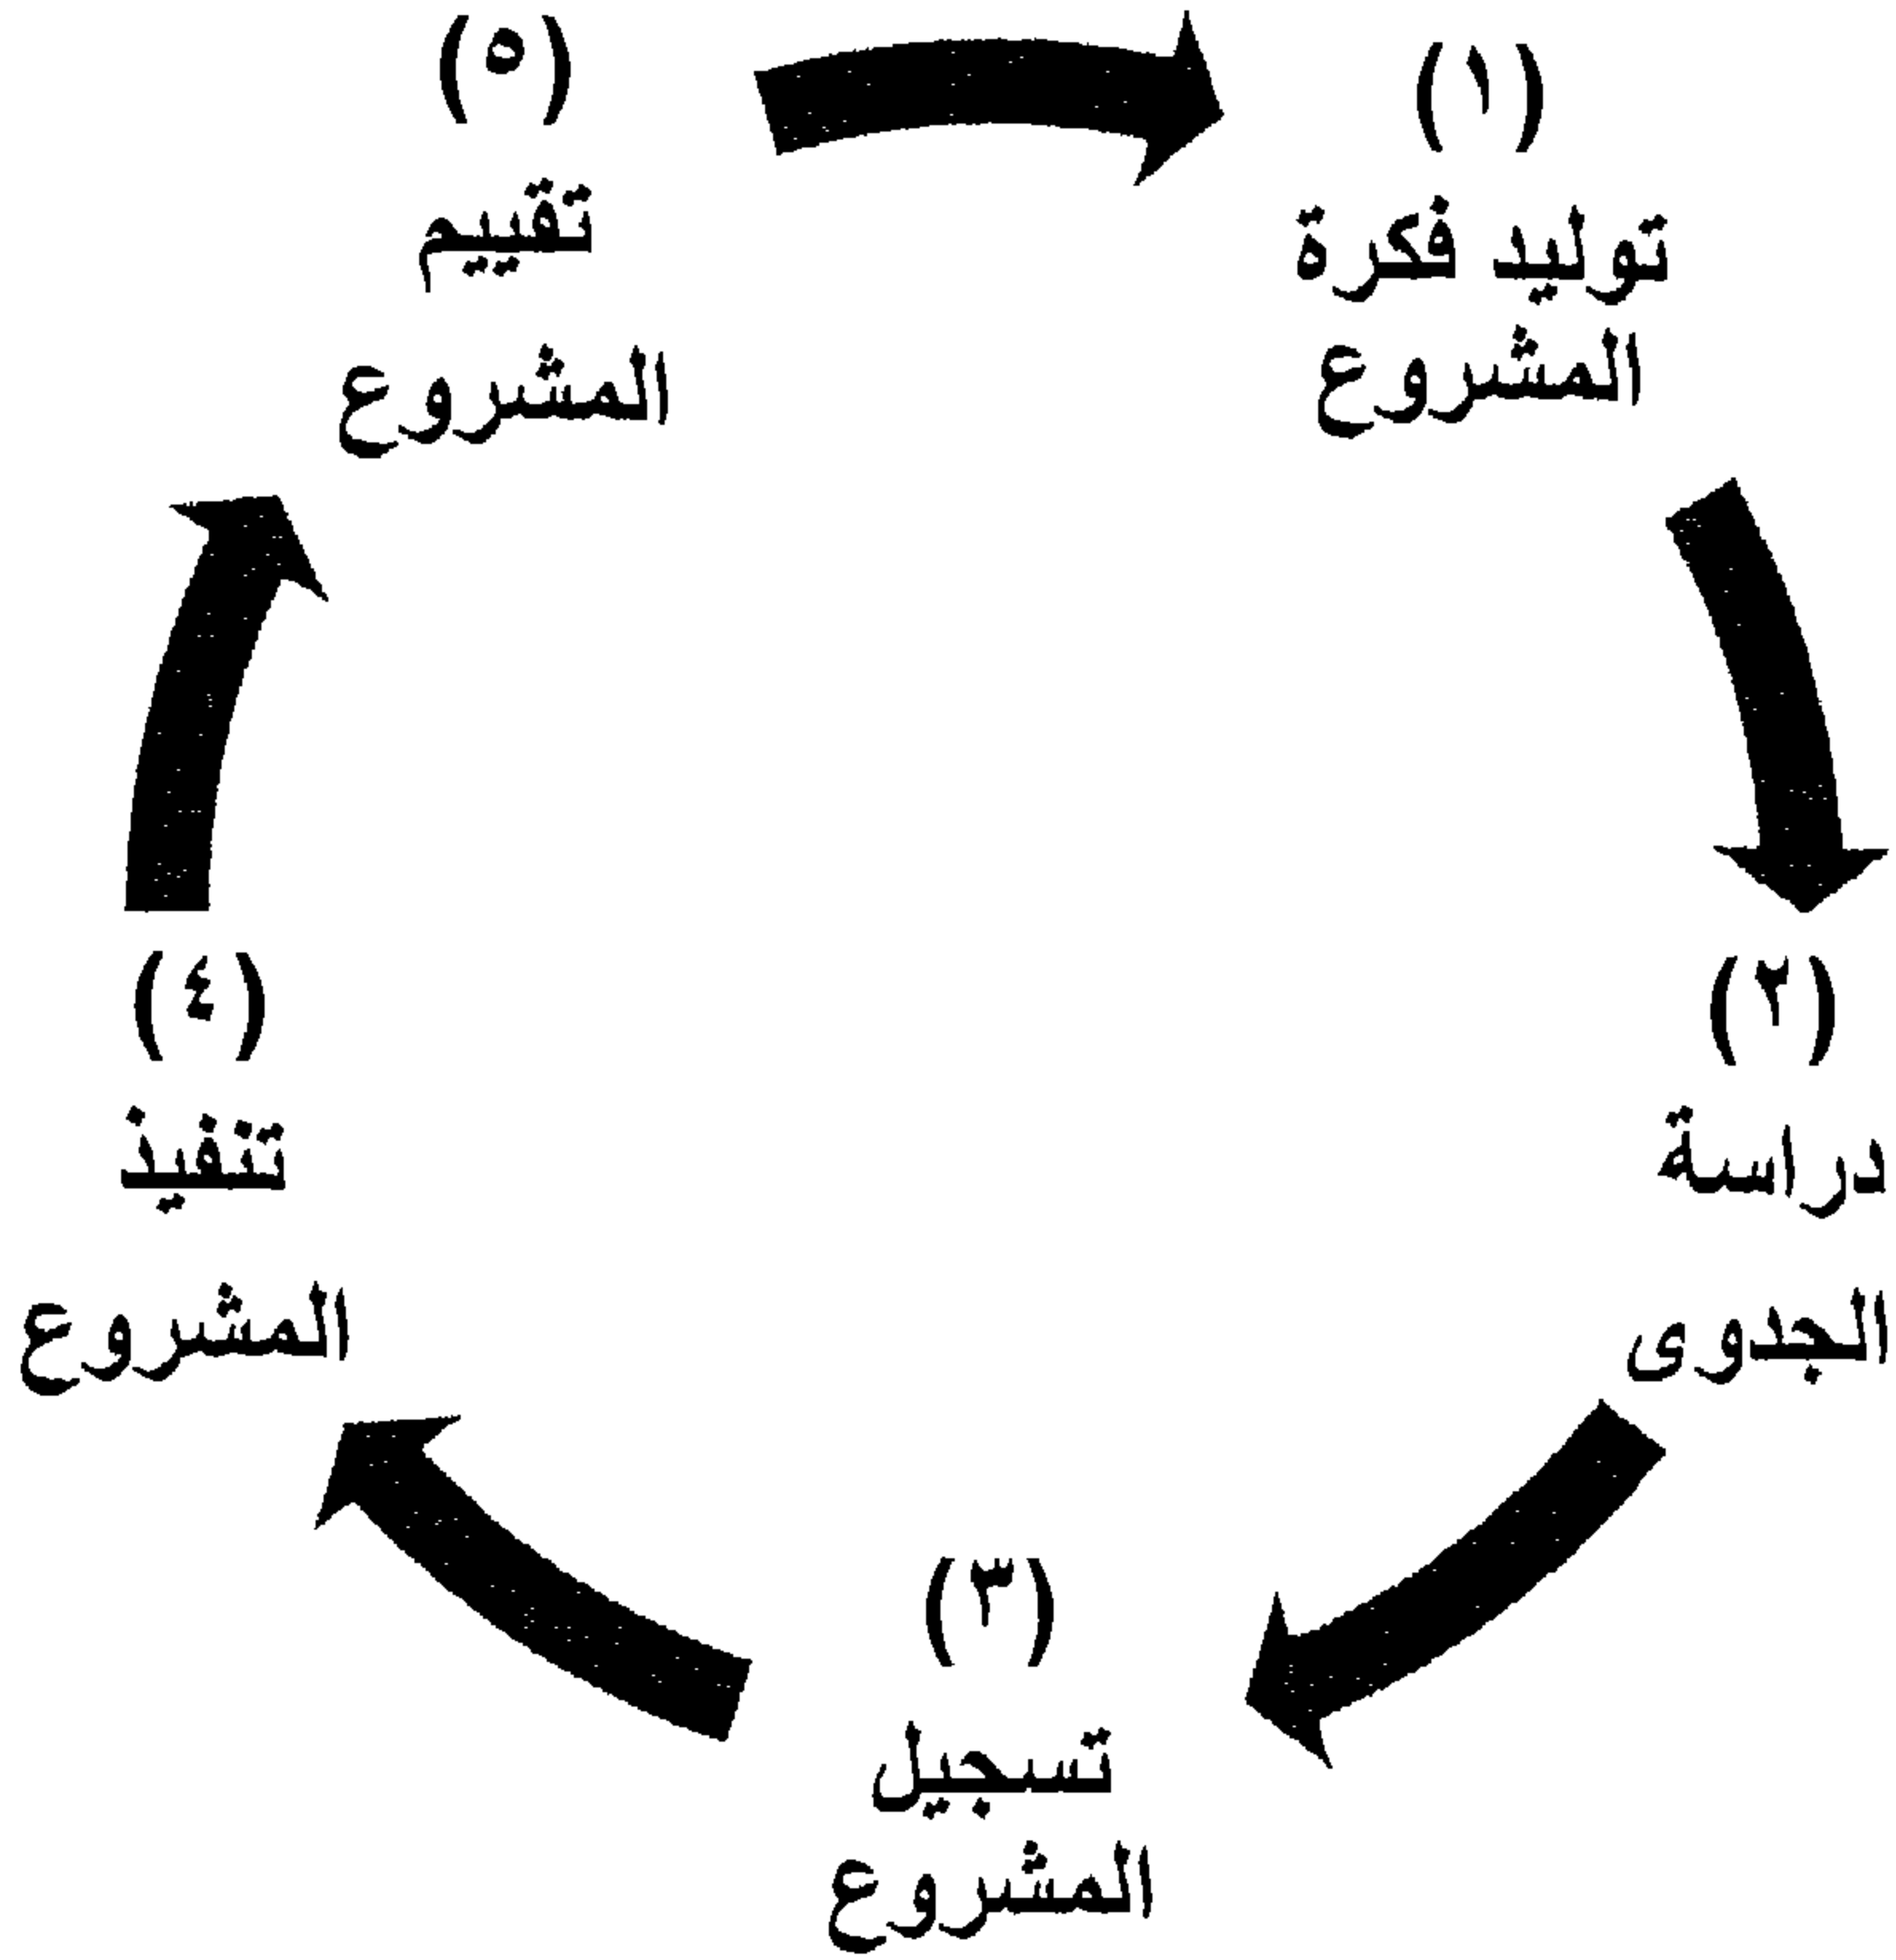 (١)
توليد فكرة
المشروع
(٢)
دراسة
الجدوى
(٣)
تسجيل
المشروع
(٤)
تنفيذ
المشروع
(٥)
تقييم
المشروع